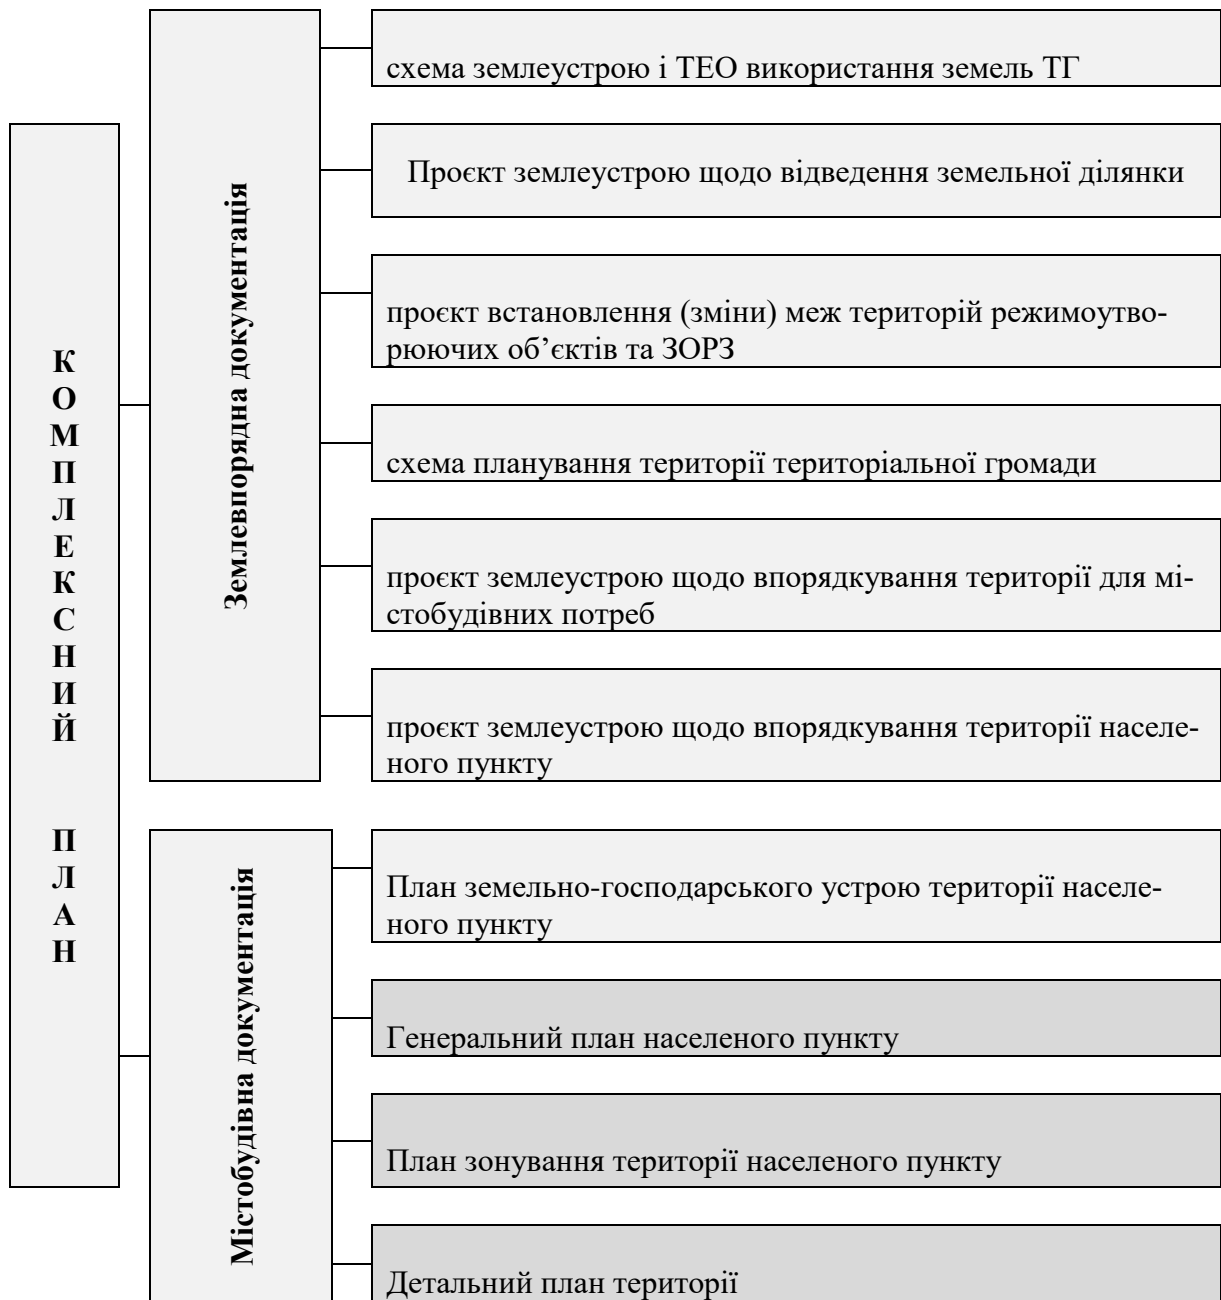 КОМПЛЕКСНИЙ ПЛАН
Землевпорядна документація
схема землеустрою і ТЕО використання земель ТГ
Проєкт землеустрою щодо відведення земельної ділянки
проєкт встановлення (зміни) меж територій режимоутво-
рюючих об’єктів та ЗОРЗ
схема планування території територіальної громади
проєкт землеустрою щодо впорядкування території для мі-
стобудівних потреб
проєкт землеустрою щодо впорядкування території населе-
ного пункту
Містобудівна документація
План земельно-господарського устрою території населе-
ного пункту
Генеральний план населеного пункту
План зонування території населеного пункту
Детальний план території